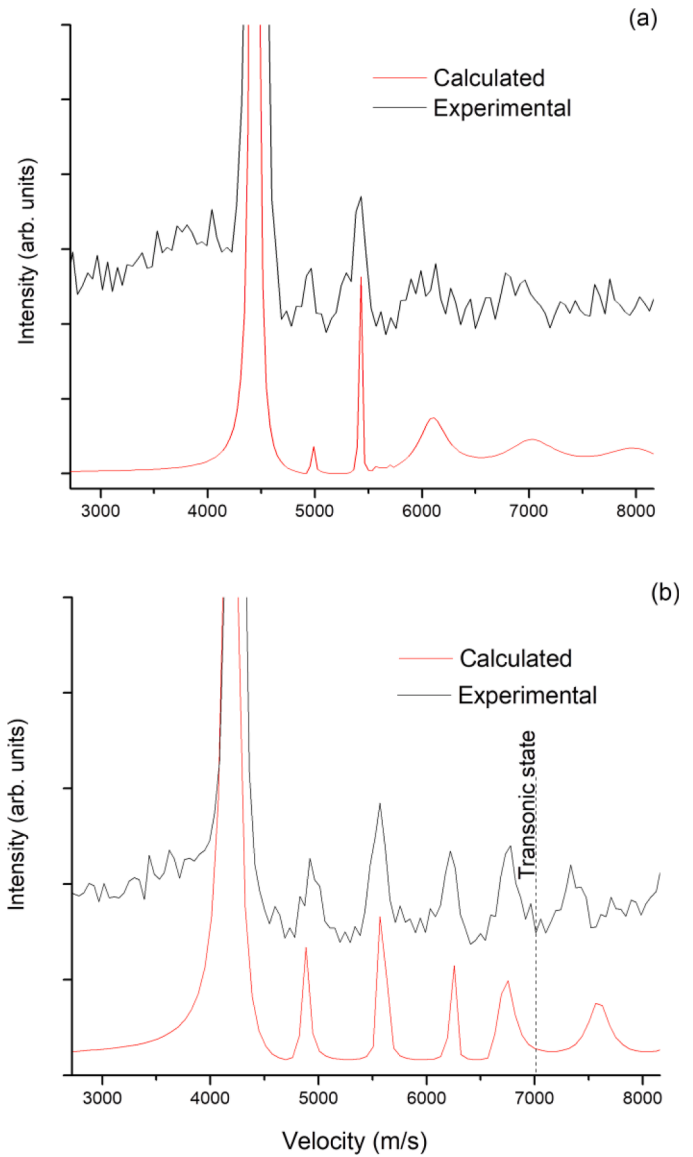 (a)
Calculated
Experimental
Intensity (arb. units)
3000 4000 5000 6000 7000 8000
(b)
Calculated
Experimental
Transonic state
Intensity (arb. units)
3000 4000 5000 6000 7000 8000
Velocity (m/s)